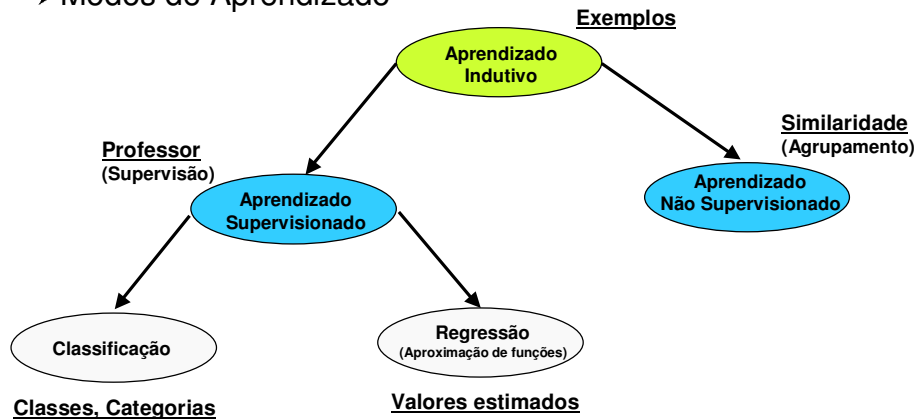 ➢Modos de Aprendizado
Exemplos
Aprendizado
Indutivo
Similaridade
(Agrupamento)
Professor
(Supervisão)
Aprendizado
Supervisionado
Aprendizado
Não Supervisionado
Classificação
Regressão
(Aproximação de funções)
Classes, Categorias
Valores estimados